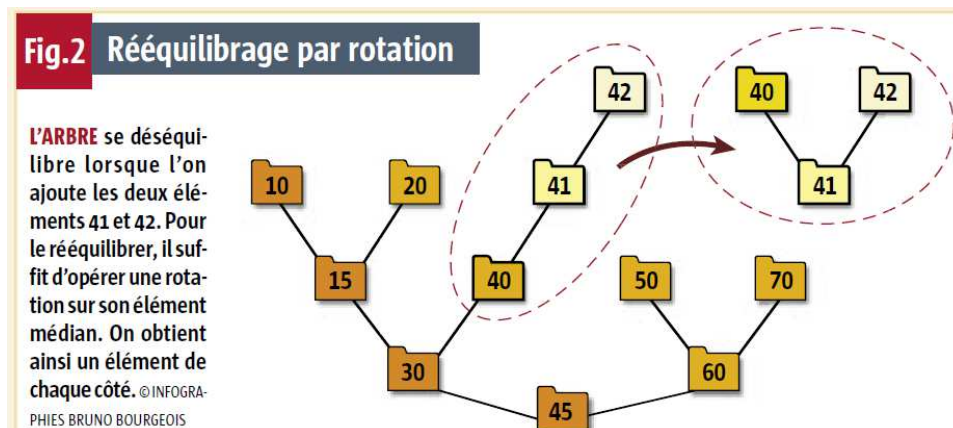 Fig.2 Rééquilibrage par rotation
L'ARBRE se déséqui-
libre lorsque l'on
ajoute les deux élé-
ments 41 et 42. Pour
le rééquilibrer, il suf-
fit d'opérer une rota-
tion sur son élément
médian. On obtient
ainsi un élément de
chaque côté. ©INFOGRA-
PHIES BRUNO BOURGEOIS
42 40 42
10 20 41 41
15 40 50 70
30 60
45